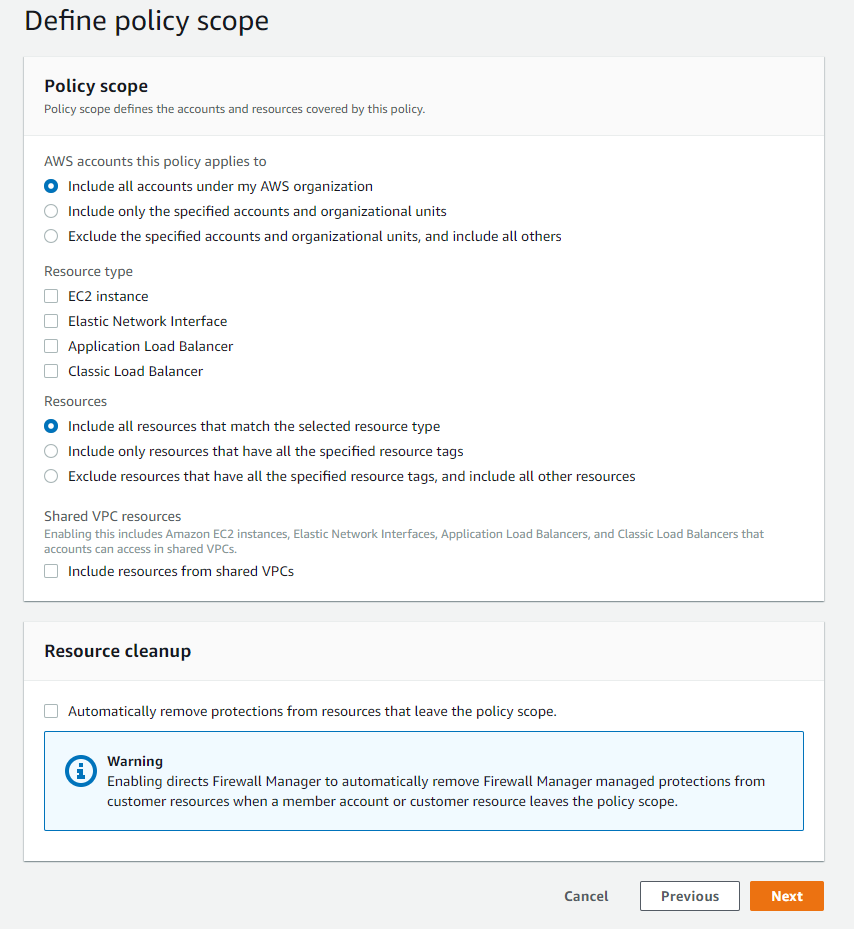 Define policy scope
Policy scope
Policy scope defines the accounts and resources covered by this policy.
AWS accounts this policy applies to
Include all accounts under my AWS organization
Include only the specified accounts and organizational units
Exclude the specified accounts and organizational units, and include all others
Resource type
EC2 instance
Elastic Network Interface
Application Load Balancer
Classic Load Balancer
Resources
Include all resources that match the selected resource type
Include only resources that have all the specified resource tags
Exclude resources that have all the specified resource tags, and include all other resources
Shared VPC resources
Enabling this includes Amazon EC2 instances, Elastic Network Interfaces, Application Load Balancers, and Classic Load Balancers that
accounts can access in shared VPCs.
Include resources from shared VPCs
Resource cleanup
Automatically remove protections from resources that leave the policy scope.
Warning
Enabling directs Firewall Manager to automatically remove Firewall Manager managed protections from
customer resources when a member account or customer resource leaves the policy scope.
Cancel Previous Next